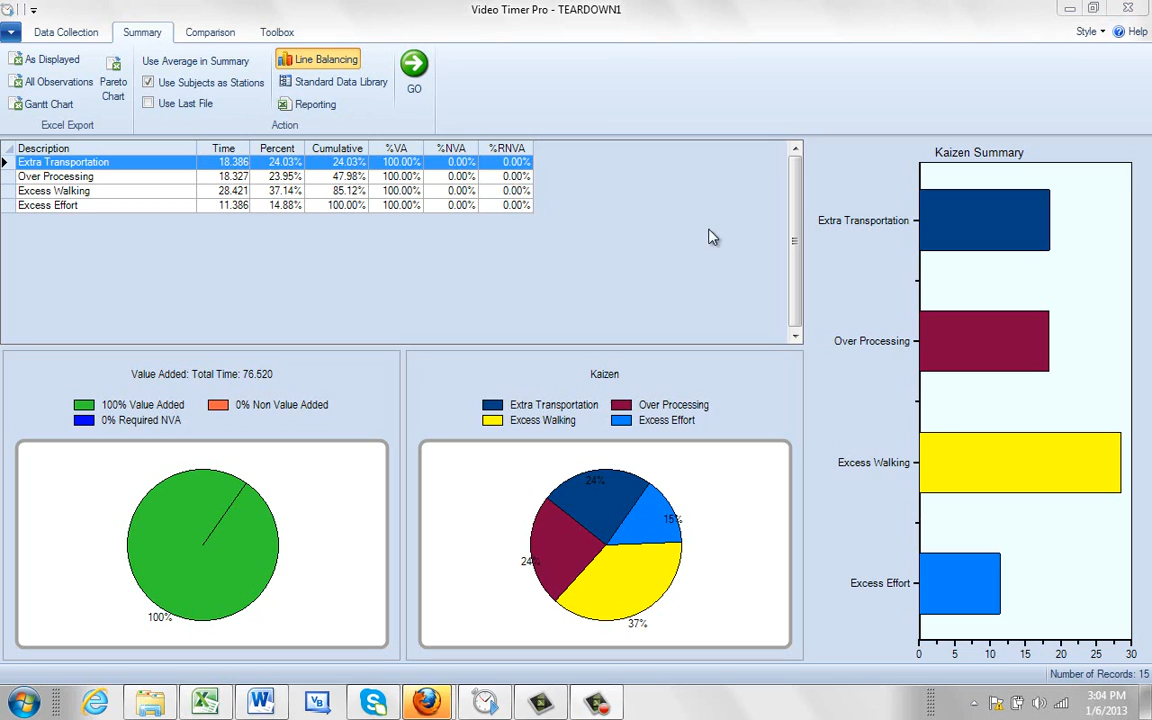 Video Timer Pro - TEARDOWN1
Data Collection Summary Comparison Toolbox Style Help
As Displayed
All Observations
Gantt Chart
Pareto
Chart
Excel Export
Use Average in Summary
Use Subjects as Stations
Use Last File
Line Balancing
Standard Data Library
Reporting
Action
GO
Description Time Percent Cumulative %VA %NVA %RNVA
Extra Transportation 18.386 24.03% 24.03% 100.00% 0.00% 0.00%
Over Processing 18.327 23.95% 47.98% 100.00% 0.00% 0.00%
Excess Walking 28.421 37.14% 85.12% 100.00% 0.00% 0.00%
Excess Effort 11.386 14.88% 100.00% 100.00% 0.00% 0.00%
Kaizen Summary
Extra Transportation
Over Processing
Excess Walking
Excess Effort
0 5 10 15 20 25 30
Value Added: Total Time: 76.520
100% Value Added 0% Non Value Added
0% Required NVA
100%
Kaizen
Extra Transportation Over Processing
Excess Walking Excess Effort
24%
15%
24%
37%
Number of Records: 15
3:04 PM
1/6/2013